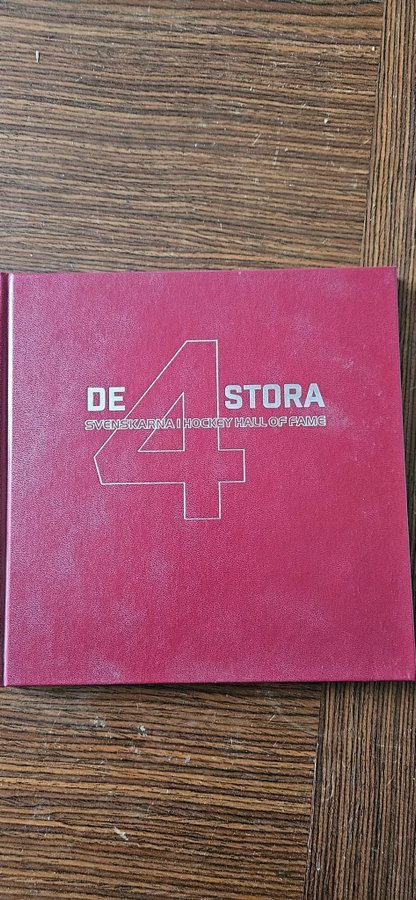 DE 4 STORA
SVENSKARNA I HOCKEY HALL OF FAME